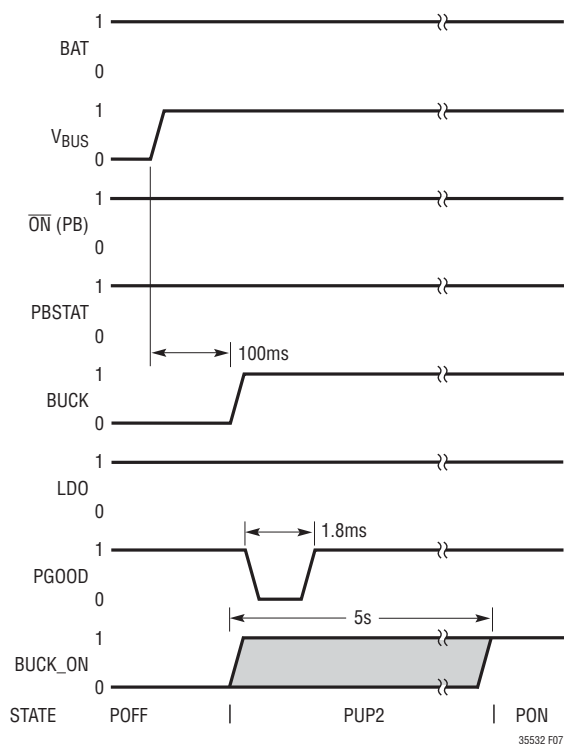 1
BAT
0
1
VBUS
0
1
ON (PB)
0
1
PBSTAT
0
100ms
1
BUCK
0
1
LDO
0
1.8ms
1
PGOOD
0
5s
1
BUCK_ON
0
STATE POFF | PUP2 | PON
35532 F07